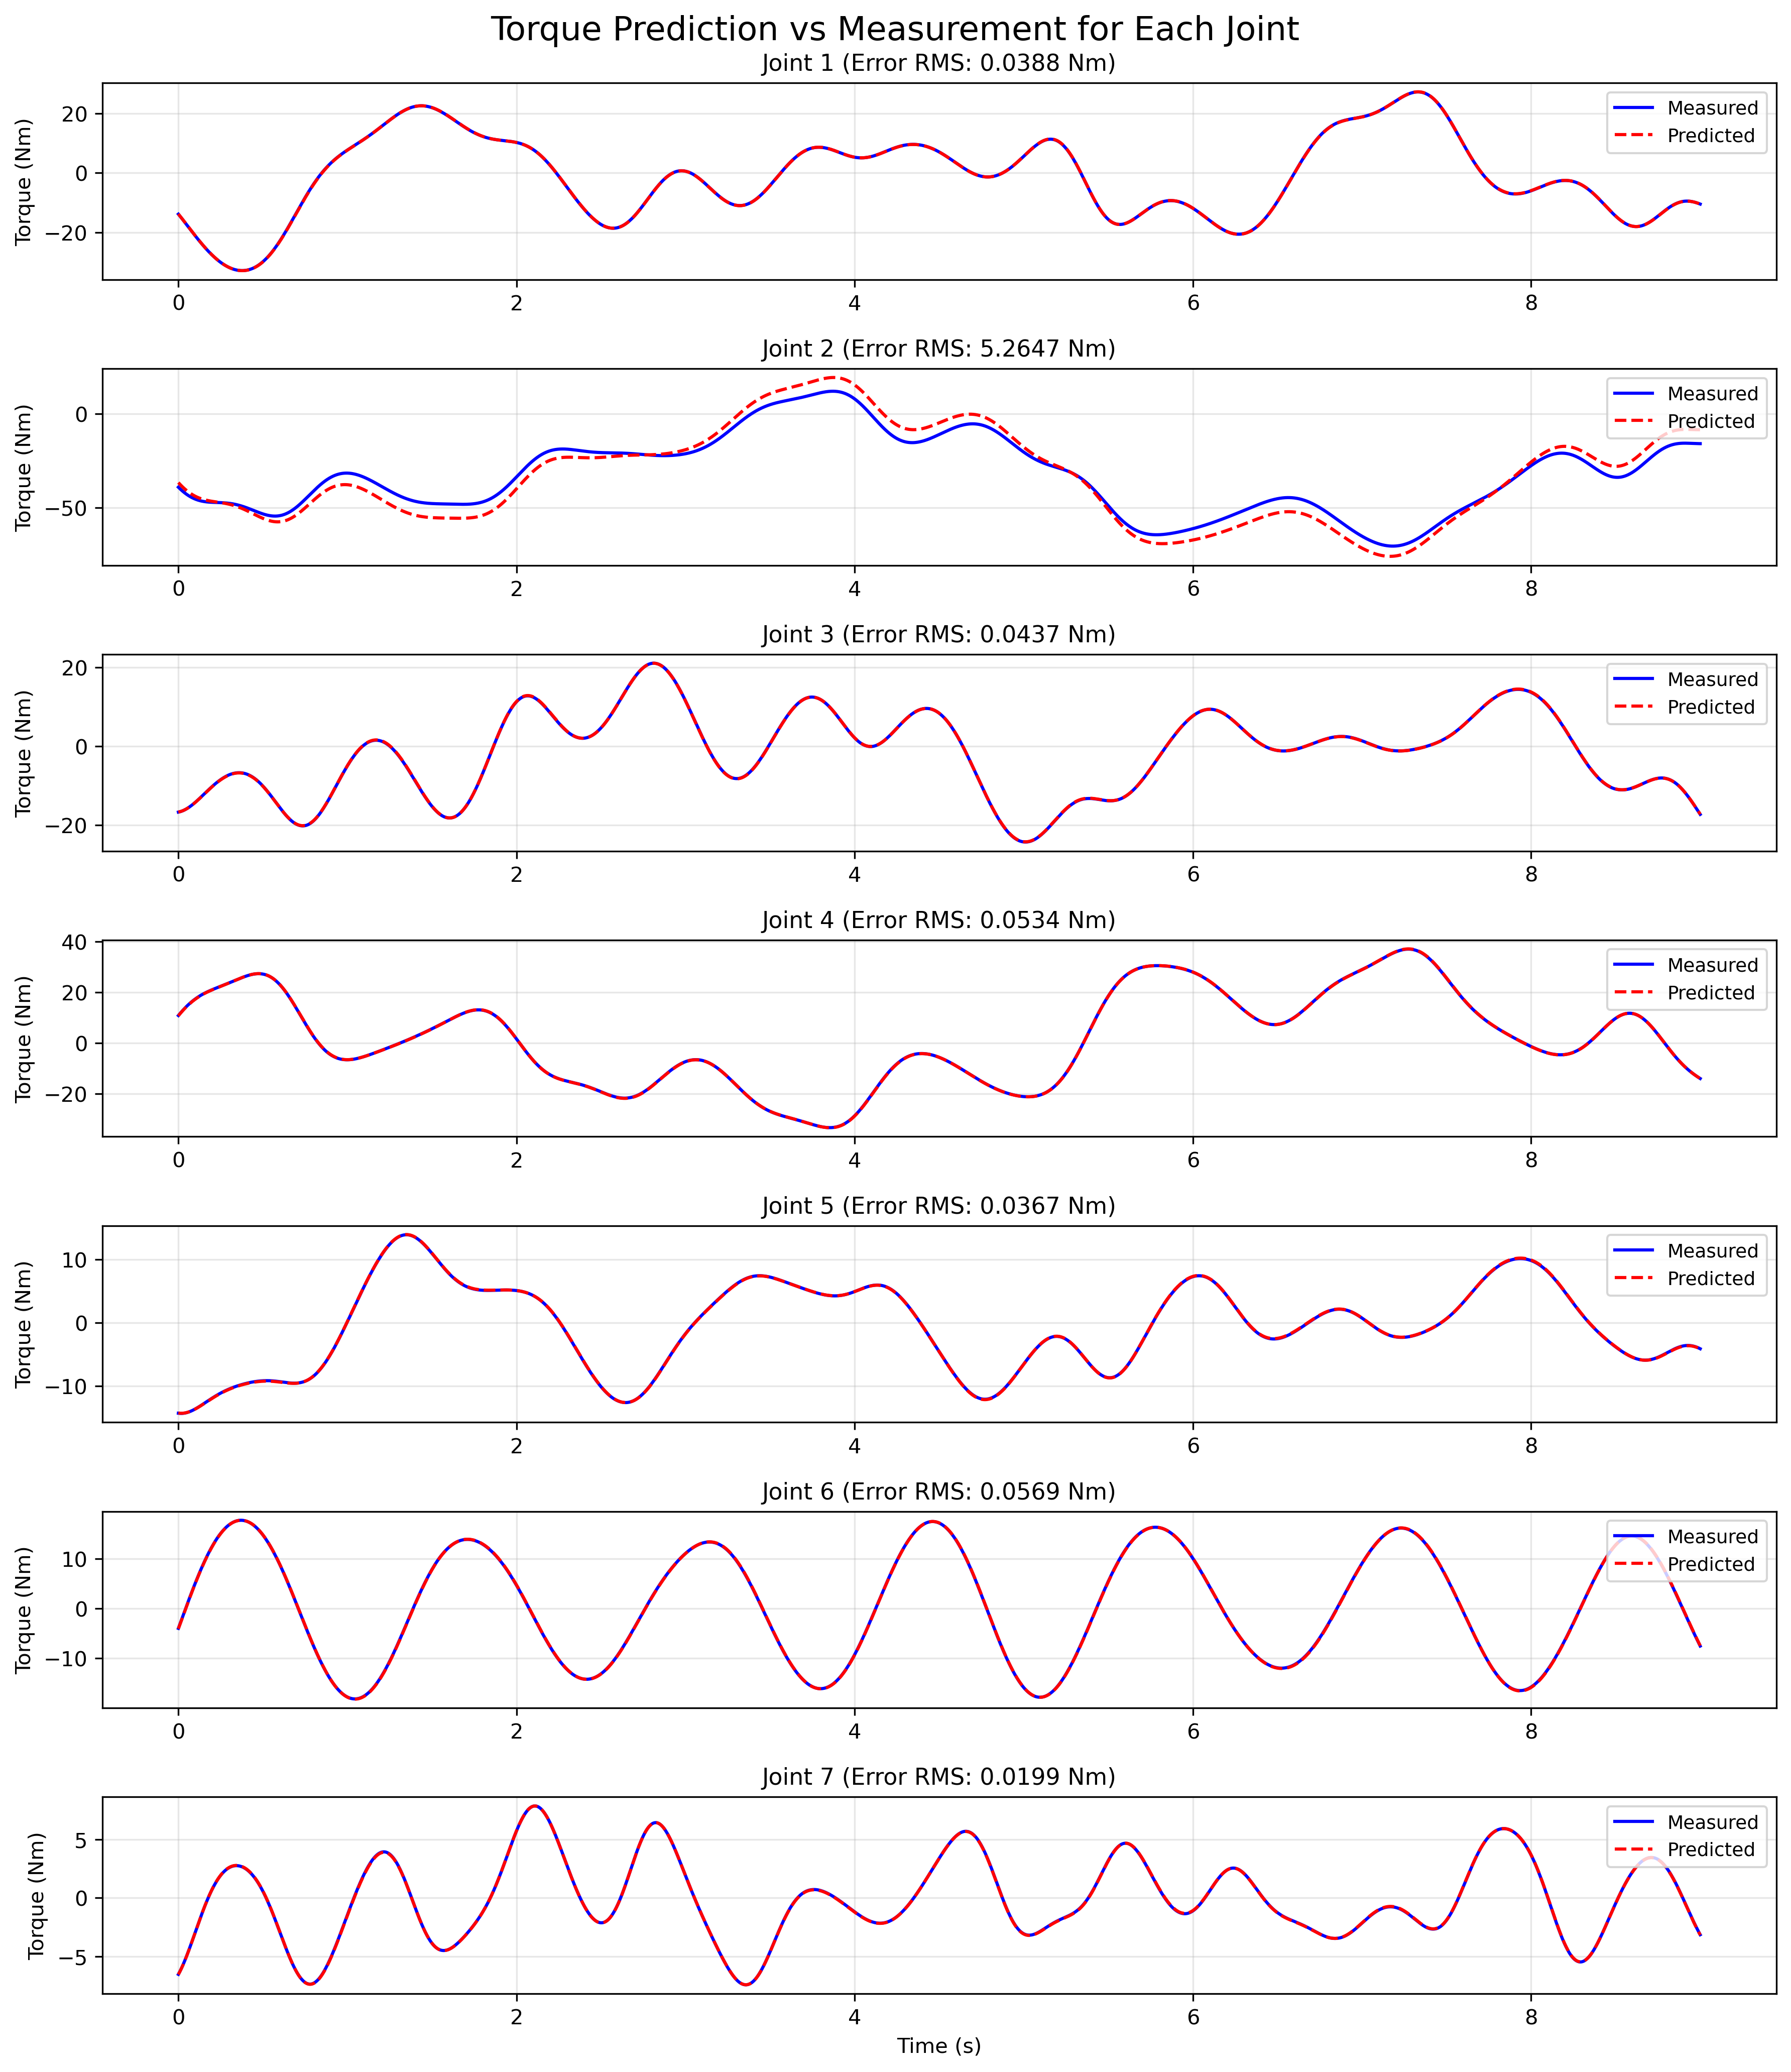 Torque Prediction vs Measurement for Each Joint
Joint 1 (Error RMS: 0.0388 Nm)
Torque (Nm)
20
0
−20
Measured
Predicted
0 2 4 6 8
Joint 2 (Error RMS: 5.2647 Nm)
Torque (Nm)
0
−50
Measured
Predicted
0 2 4 6 8
Joint 3 (Error RMS: 0.0437 Nm)
Torque (Nm)
20
0
−20
Measured
Predicted
0 2 4 6 8
Joint 4 (Error RMS: 0.0534 Nm)
Torque (Nm)
40
20
0
−20
Measured
Predicted
0 2 4 6 8
Joint 5 (Error RMS: 0.0367 Nm)
Torque (Nm)
10
0
−10
Measured
Predicted
0 2 4 6 8
Joint 6 (Error RMS: 0.0569 Nm)
Torque (Nm)
10
0
−10
Measured
Predicted
0 2 4 6 8
Joint 7 (Error RMS: 0.0199 Nm)
Torque (Nm)
5
0
−5
Measured
Predicted
0 2 4 6 8
Time (s)